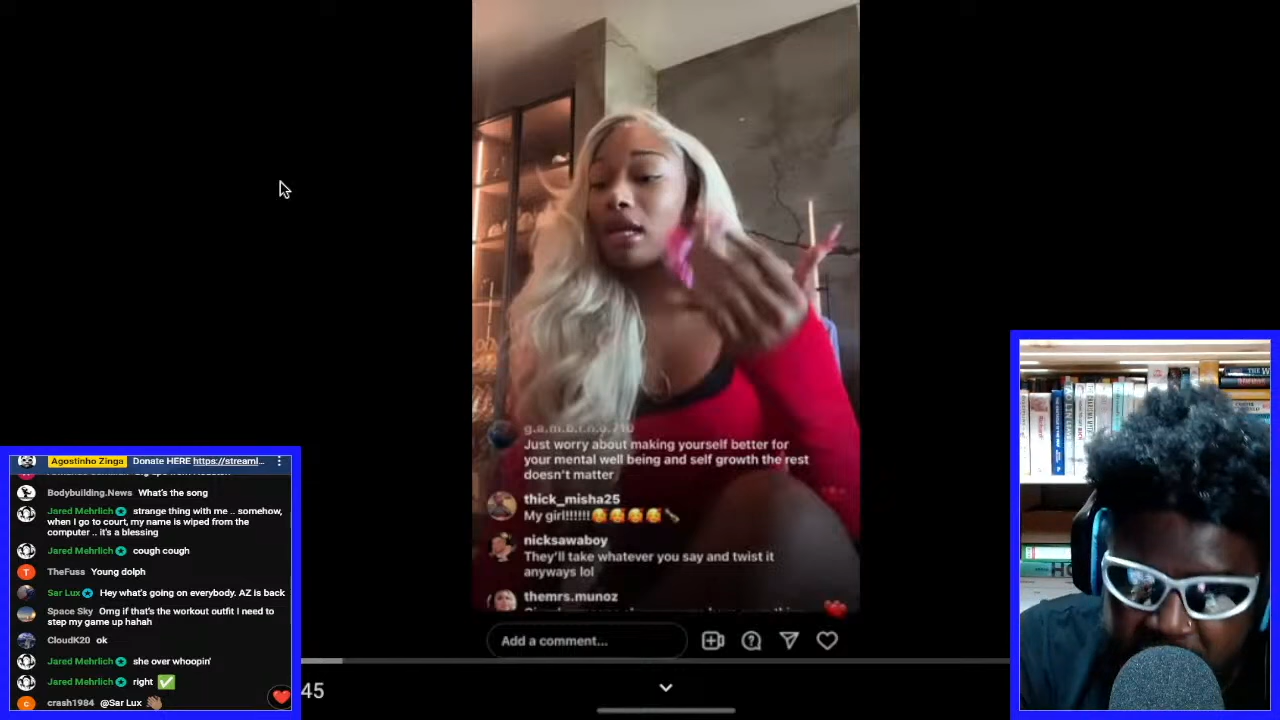 g.a.m.b.i.n.o.710
Just worry about making yourself better for
your mental well being and self growth the rest
doesn't matter
thick_misha25
My girl!!!!!!🥰🥰🥰🥰🍾
nicksawaboy
They'll take whatever you say and twist it
anyways lol
themrs.munoz
Add a comment...
45
Agostinho Zinga Donate HERE https://streaml...
Bodybuilding.News What's the song
Jared Mehrlich strange thing with me .. somehow,
when I go to court, my name is wiped from the
computer .. it's a blessing
Jared Mehrlich cough cough
TheFuss Young dolph
Sar Lux Hey what's going on everybody. AZ is back
Space Sky Omg if that's the workout outfit I need to
step my game up hahah
CloudK20 ok
Jared Mehrlich she over whoopin'
Jared Mehrlich right ✅
crash1984 @Sar Lux 👋🏽